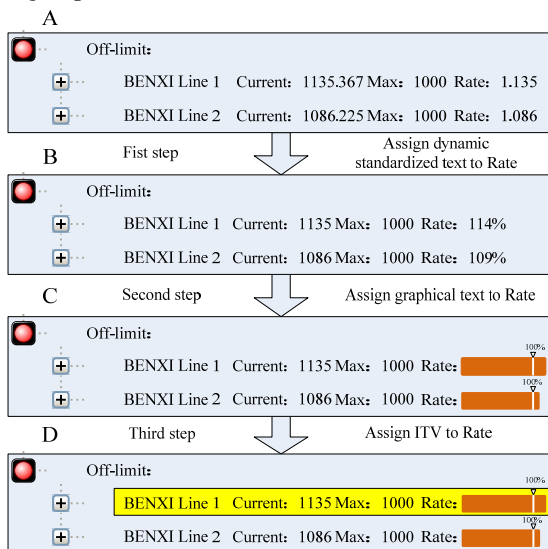 A
Off-limit:
BENXI Line 1 Current: 1135.367 Max: 1000 Rate: 1.135
BENXI Line 2 Current: 1086.225 Max: 1000 Rate: 1.086
B Fist step Assign dynamic
standardized text to Rate
Off-limit:
BENXI Line 1 Current: 1135 Max: 1000 Rate: 114%
BENXI Line 2 Current: 1086 Max: 1000 Rate: 109%
C Second step Assign graphical text to Rate
Off-limit:
100%
BENXI Line 1 Current: 1135 Max: 1000 Rate:
100%
BENXI Line 2 Current: 1086 Max: 1000 Rate:
D Third step Assign ITV to Rate
Off-limit:
100%
BENXI Line 1 Current: 1135 Max: 1000 Rate:
100%
BENXI Line 2 Current: 1086 Max: 1000 Rate: